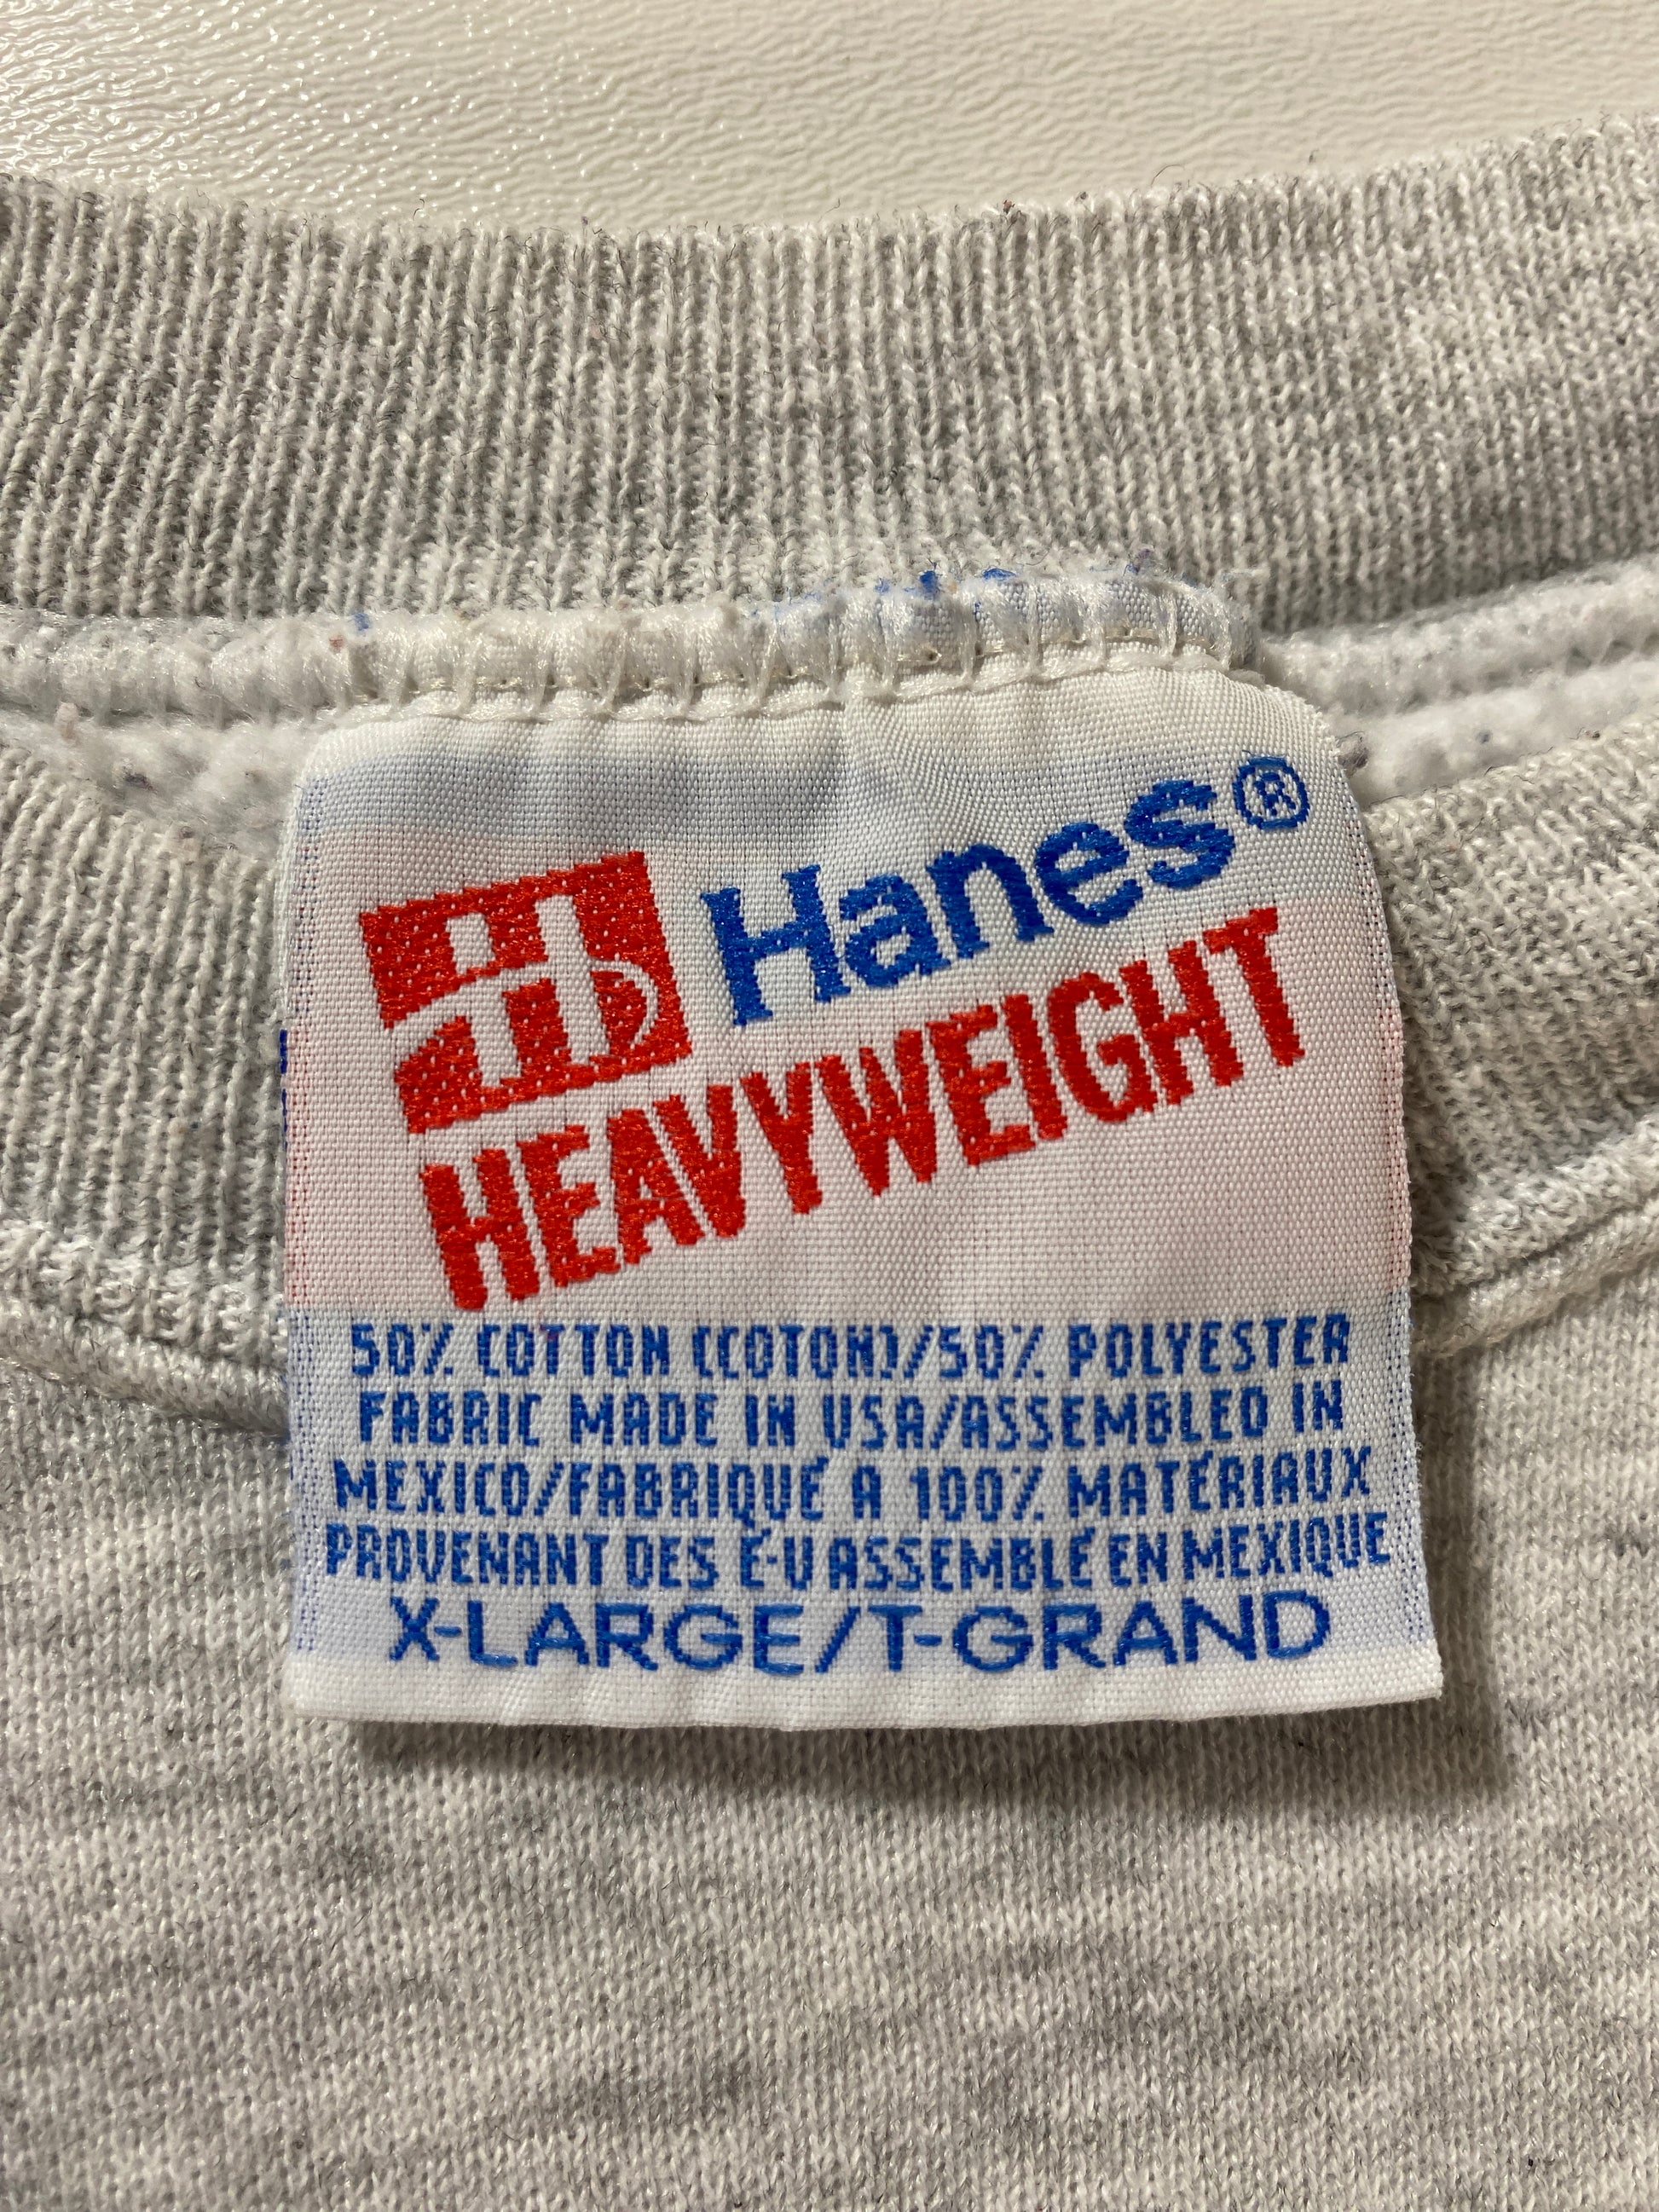 Hanes®
HEAVYWEIGHT
50% COTTON (COTON)/50% POLYESTER
FABRIC MADE IN USA/ASSEMBLED IN
MEXICO/FABRIQUÉ A 100% MATÉRIAUX
PROVENANT DES É-U ASSEMBLÉ EN MEXIQUE
X-LARGE/T-GRAND